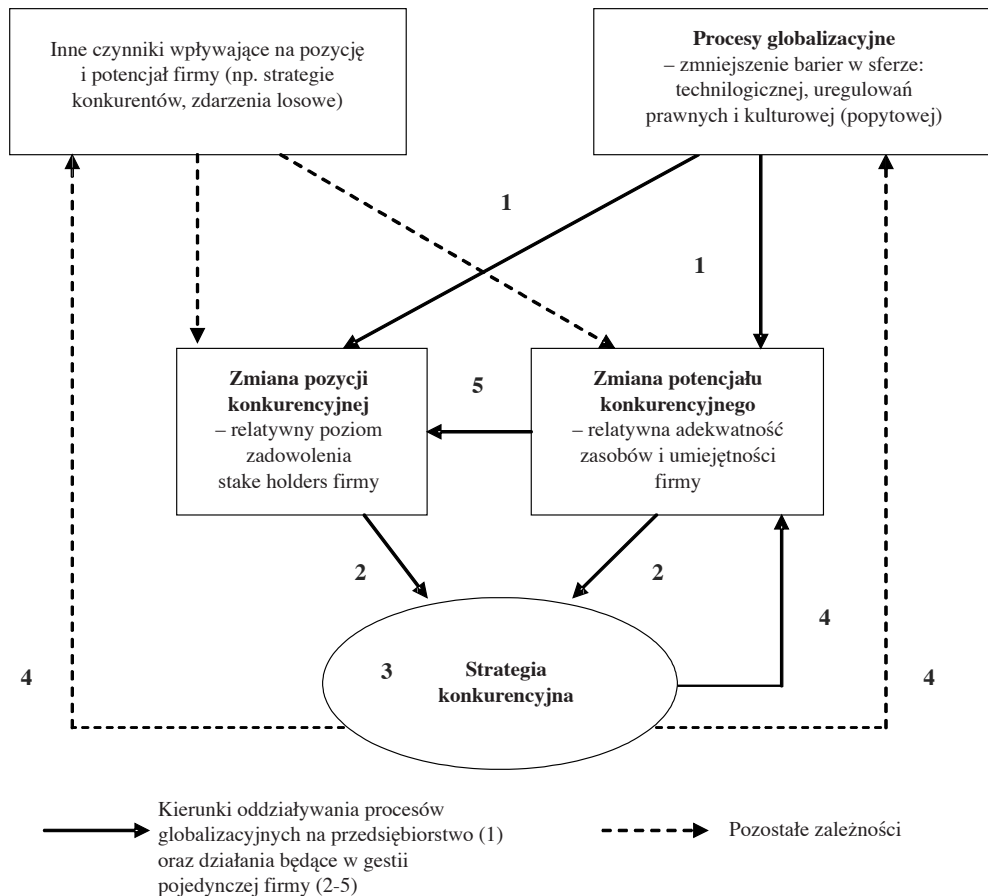 Inne czynniki wpływające na pozycję
i potencjał firmy (np. strategie
konkurentów, zdarzenia losowe)
Procesy globalizacyjne
– zmniejszenie barier w sferze:
technilogicznej, uregulowań
prawnych i kulturowej (popytowej)
1
1
Zmiana pozycji
konkurencyjnej
– relatywny poziom
zadowolenia
stake holders firmy
5
Zmiana potencjału
konkurencyjnego
– relatywna adekwatność
zasobów i umiejętności
firmy
2
2
4
3
Strategia
konkurencyjna
4
4
Kierunki oddziaływania procesów
globalizacyjnych na przedsiębiorstwo (1)
oraz działania będące w gestii
pojedynczej firmy (2-5)
Pozostałe zależności